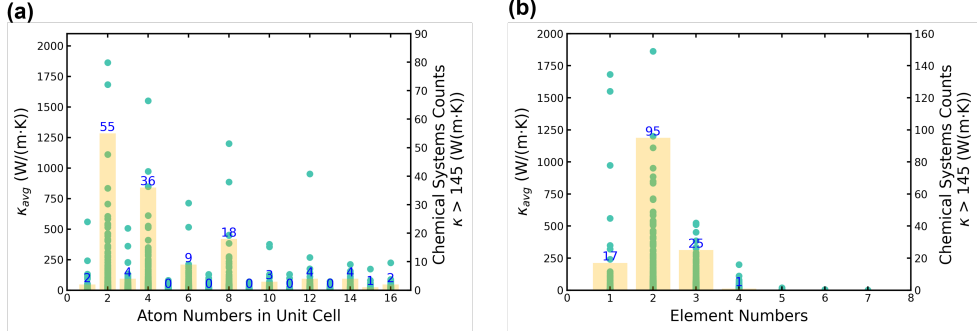 (a)
2000
1750
1500
1250
1000
750
500
250
0
κavg (W/(m·K))
90
80
70
60
50
40
30
20
10
0
Chemical Systems Counts
κ > 145 (W(m·K))
2 55 4 36 0 9 0 18 0 3 0 4 0 4 1 2
0 2 4 6 8 10 12 14 16
Atom Numbers in Unit Cell
(b)
2000
1750
1500
1250
1000
750
500
250
0
κavg (W/(m·K))
160
140
120
100
80
60
40
20
0
Chemical Systems Counts
κ > 145 (W(m·K))
17 95 25 1
0 1 2 3 4 5 6 7 8
Element Numbers